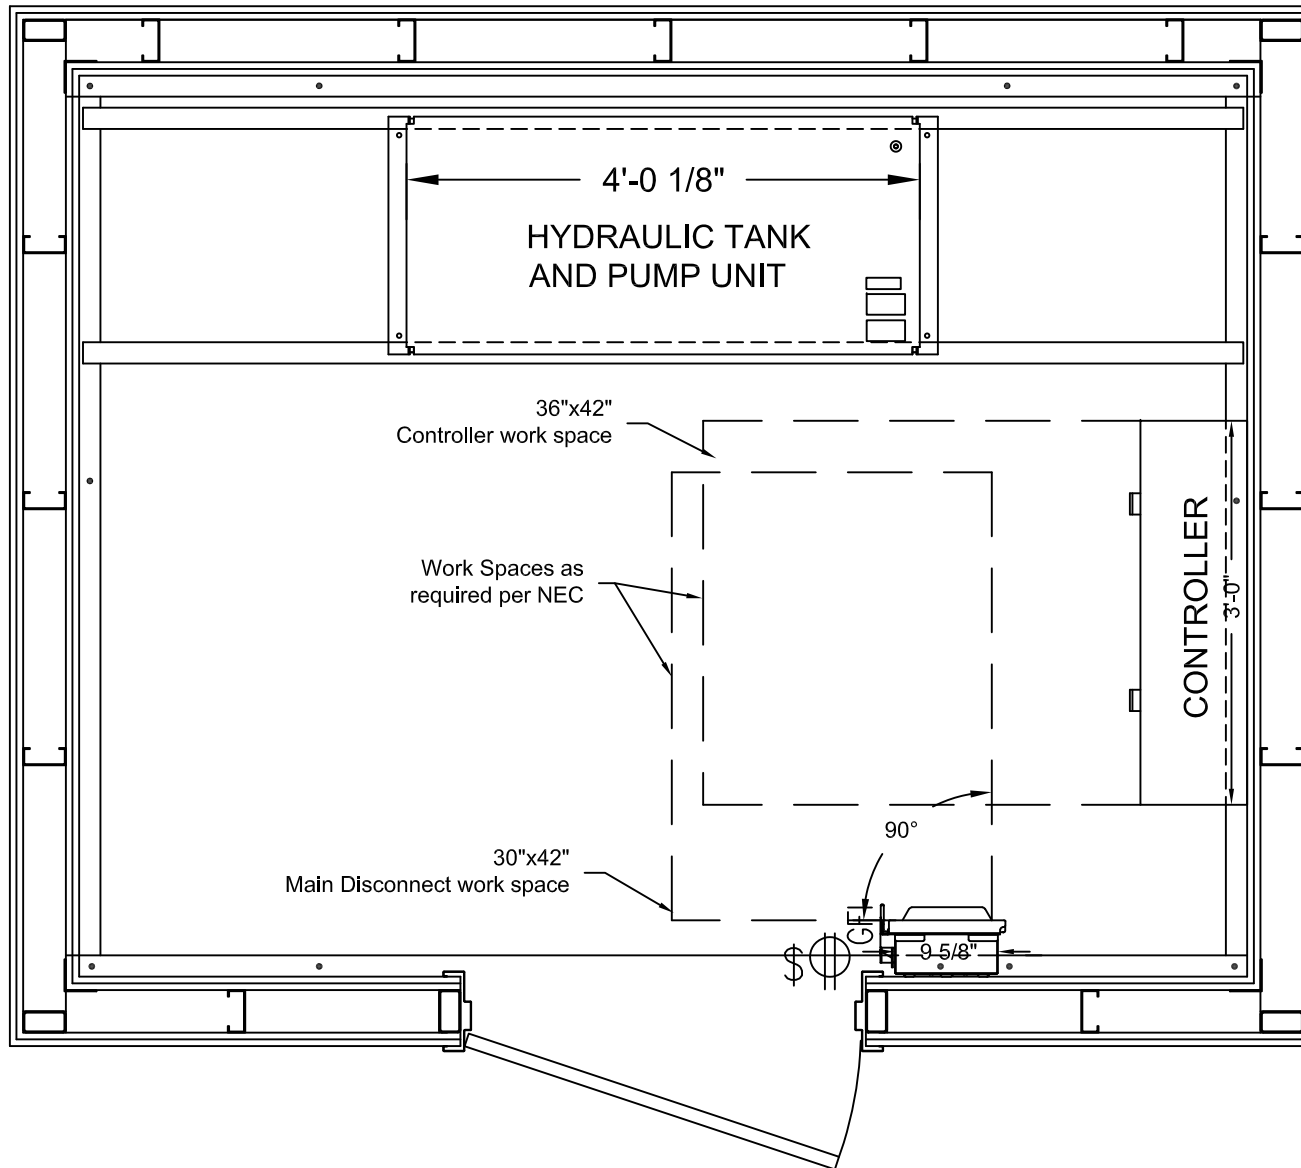 4'-0 1/8"
HYDRAULIC TANK
AND PUMP UNIT
36"x42"
Controller work space
CONTROLLER
3'-0"
Work Spaces as
required per NEC
90°
30"x42"
Main Disconnect work space
GFI
$
9 5/8"